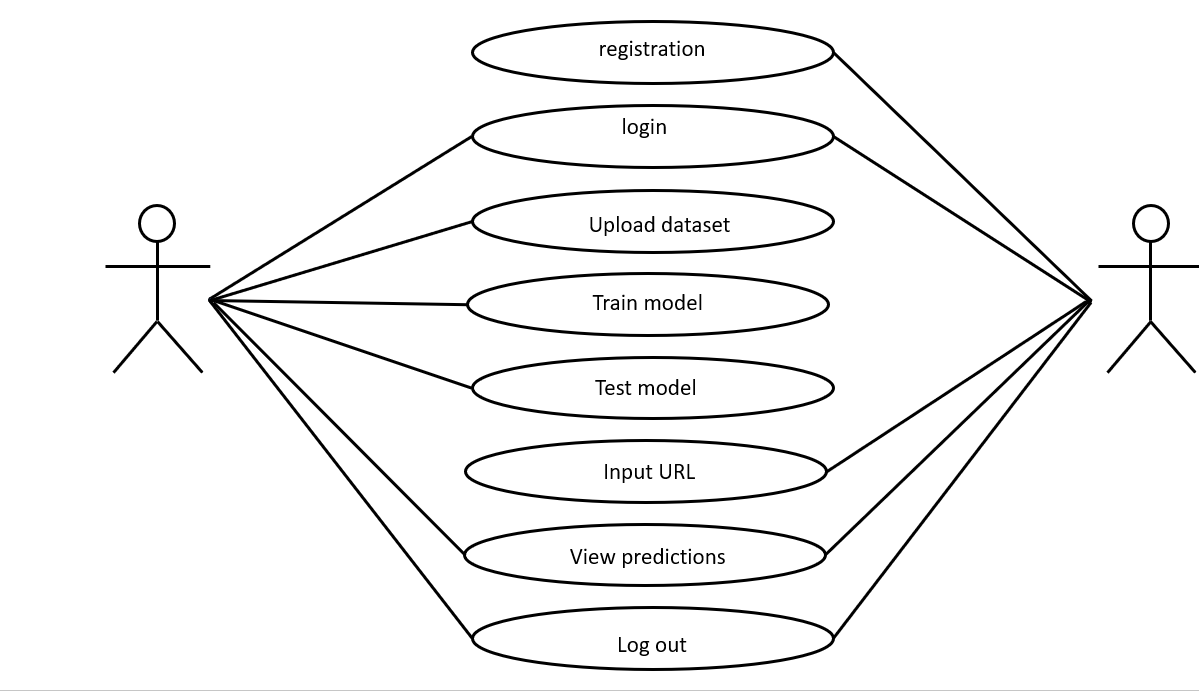 registration
login
Upload dataset
Train model
Test model
Input URL
View predictions
Log out